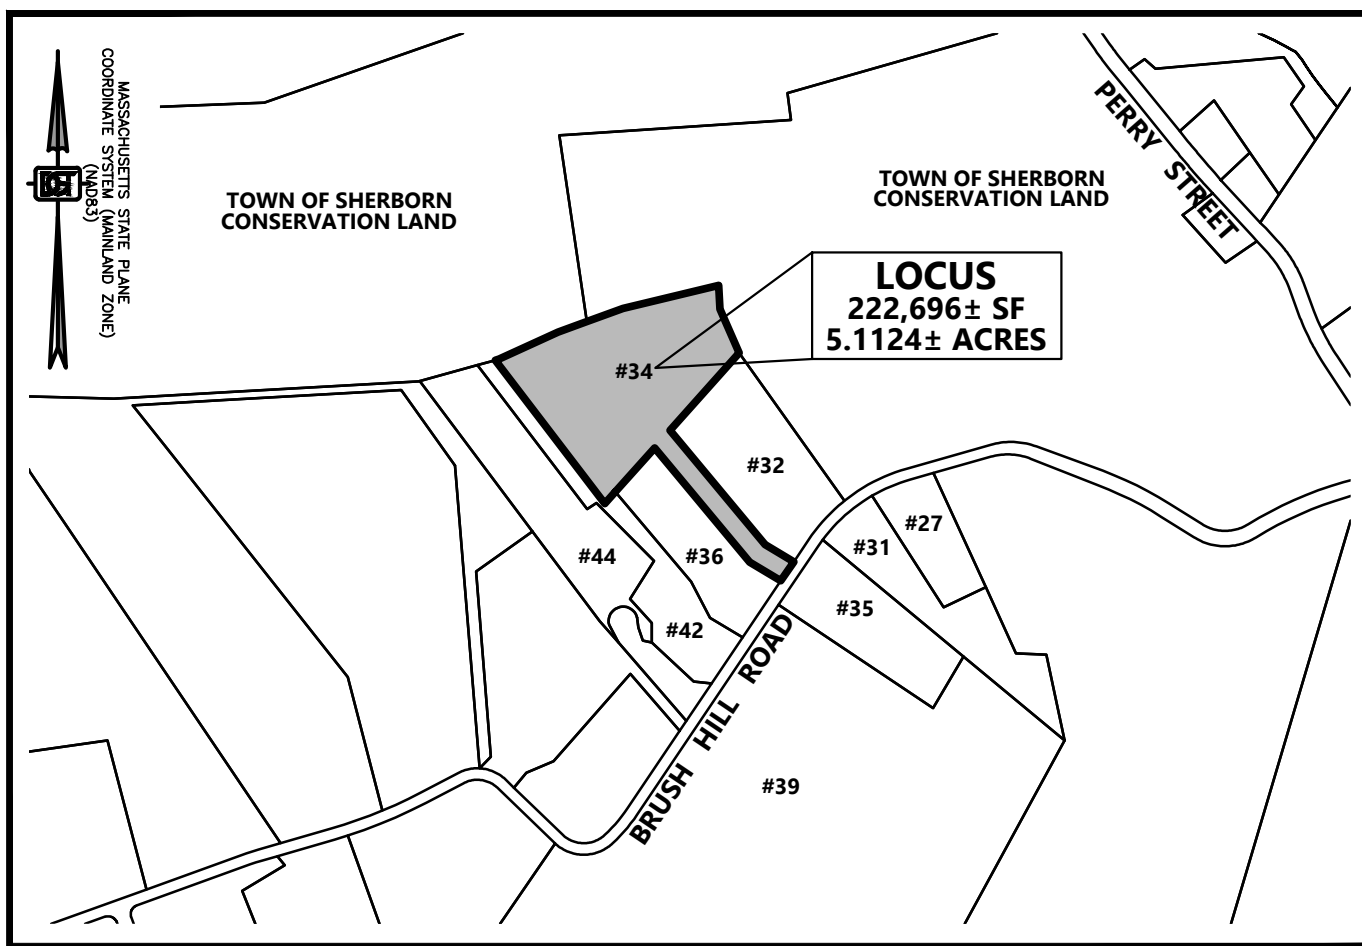 MASSACHUSETTS STATE PLANE
COORDINATE SYSTEM (MAINLAND ZONE)
(NAD83)
TOWN OF SHERBORN
CONSERVATION LAND
TOWN OF SHERBORN
CONSERVATION LAND
PERRY STREET
LOCUS
222,696± SF
5.1124± ACRES
#34
#32
#27
#31
#44
#36
#35
#42
BRUSH HILL ROAD
#39